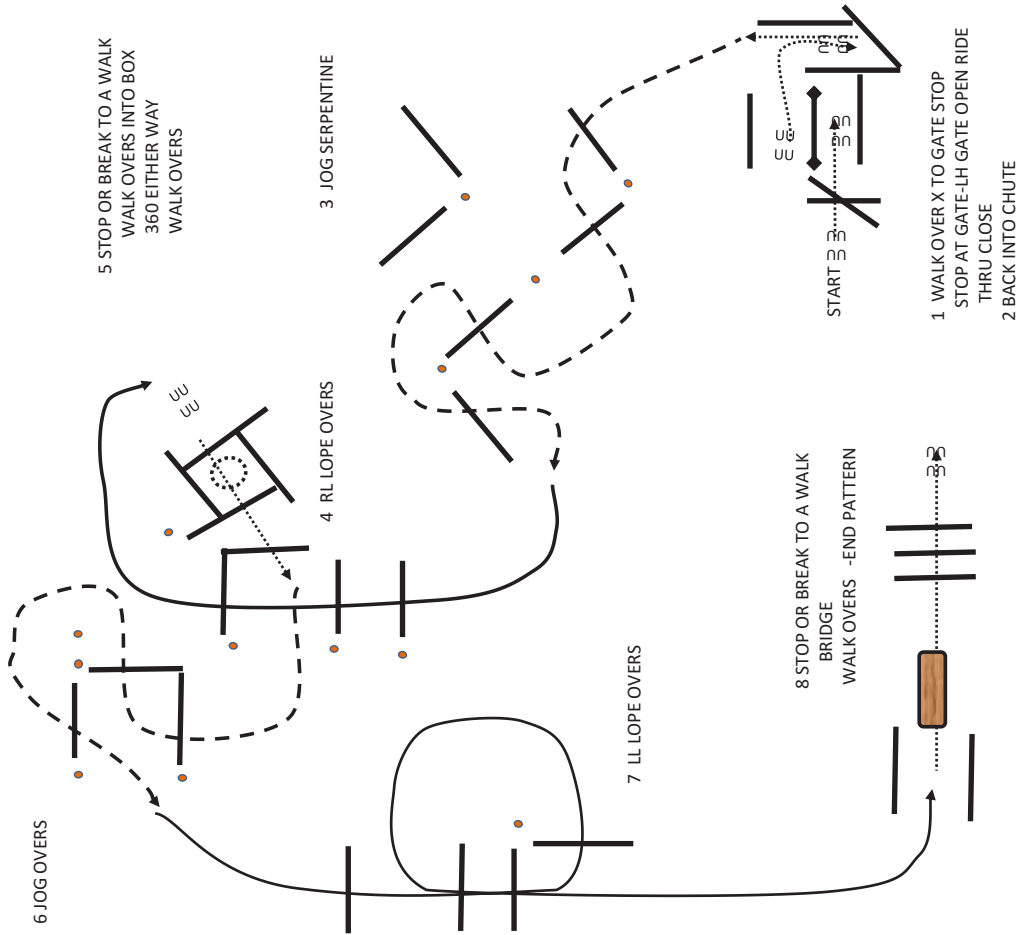 START
1 WALK OVER X TO GATE STOP
STOP AT GATE-LH GATE OPEN RIDE
THRU CLOSE
2 BACK INTO CHUTE
3 JOG SERPENTINE
4 RL LOPE OVERS
5 STOP OR BREAK TO A WALK
WALK OVERS INTO BOX
360 EITHER WAY
WALK OVERS
6 JOG OVERS
7 LL LOPE OVERS
8 STOP OR BREAK TO A WALK
BRIDGE
WALK OVERS -END PATTERN